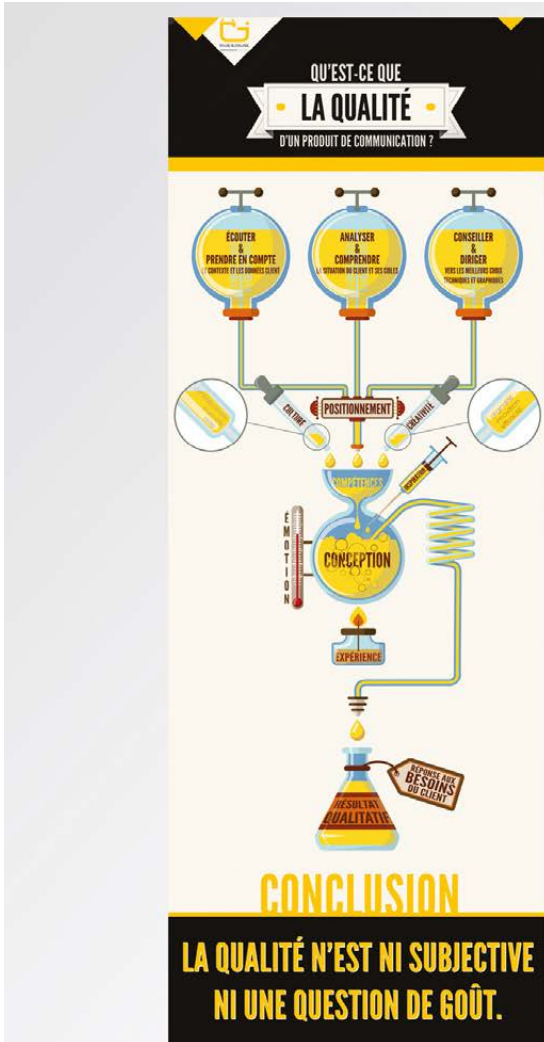 QU'EST-CE QUE
LA QUALITÉ
D'UN PRODUIT DE COMMUNICATION ?
ÉCOUTER
&
PRENDRE EN COMPTE
LE CONTEXTE ET LES DONNÉES CLIENT
ANALYSER
&
COMPRENDRE
LA SITUATION DU CLIENT ET SES CIBLES
CONSEILLER
&
DIRIGER
VERS LES MEILLEURS CHOIX
TECHNIQUES ET GRAPHIQUES
CULTURE
POSITIONNEMENT
CRÉATIVITÉ
COMPÉTENCES
INSPIRATION
ÉMOTION
CONCEPTION
EXPÉRIENCE
RÉPONSE AUX
BESOINS
DU CLIENT
RÉSULTAT
QUALITATIF
CONCLUSION
LA QUALITÉ N'EST NI SUBJECTIVE
NI UNE QUESTION DE GOÛT.